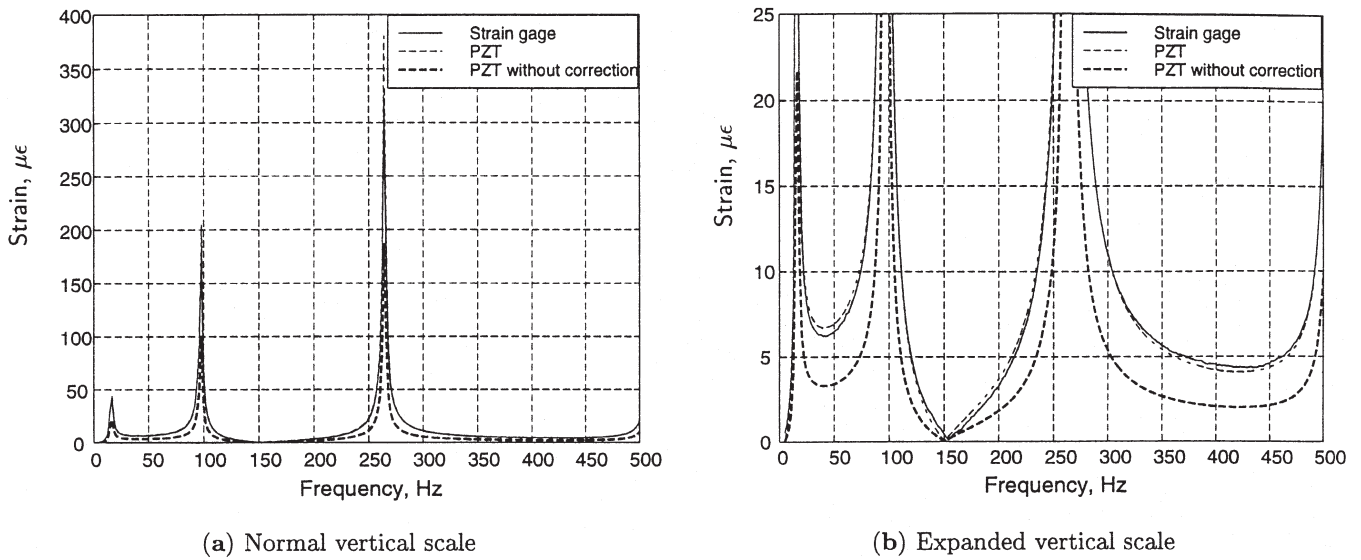 400
350
300
250
200
150
100
50
0
Strain, με
Strain gage
PZT
PZT without correction
0 50 100 150 200 250 300 350 400 450 500
Frequency, Hz
(a) Normal vertical scale
25
20
15
10
5
0
Strain, με
Strain gage
PZT
PZT without correction
0 50 100 150 200 250 300 350 400 450 500
Frequency, Hz
(b) Expanded vertical scale